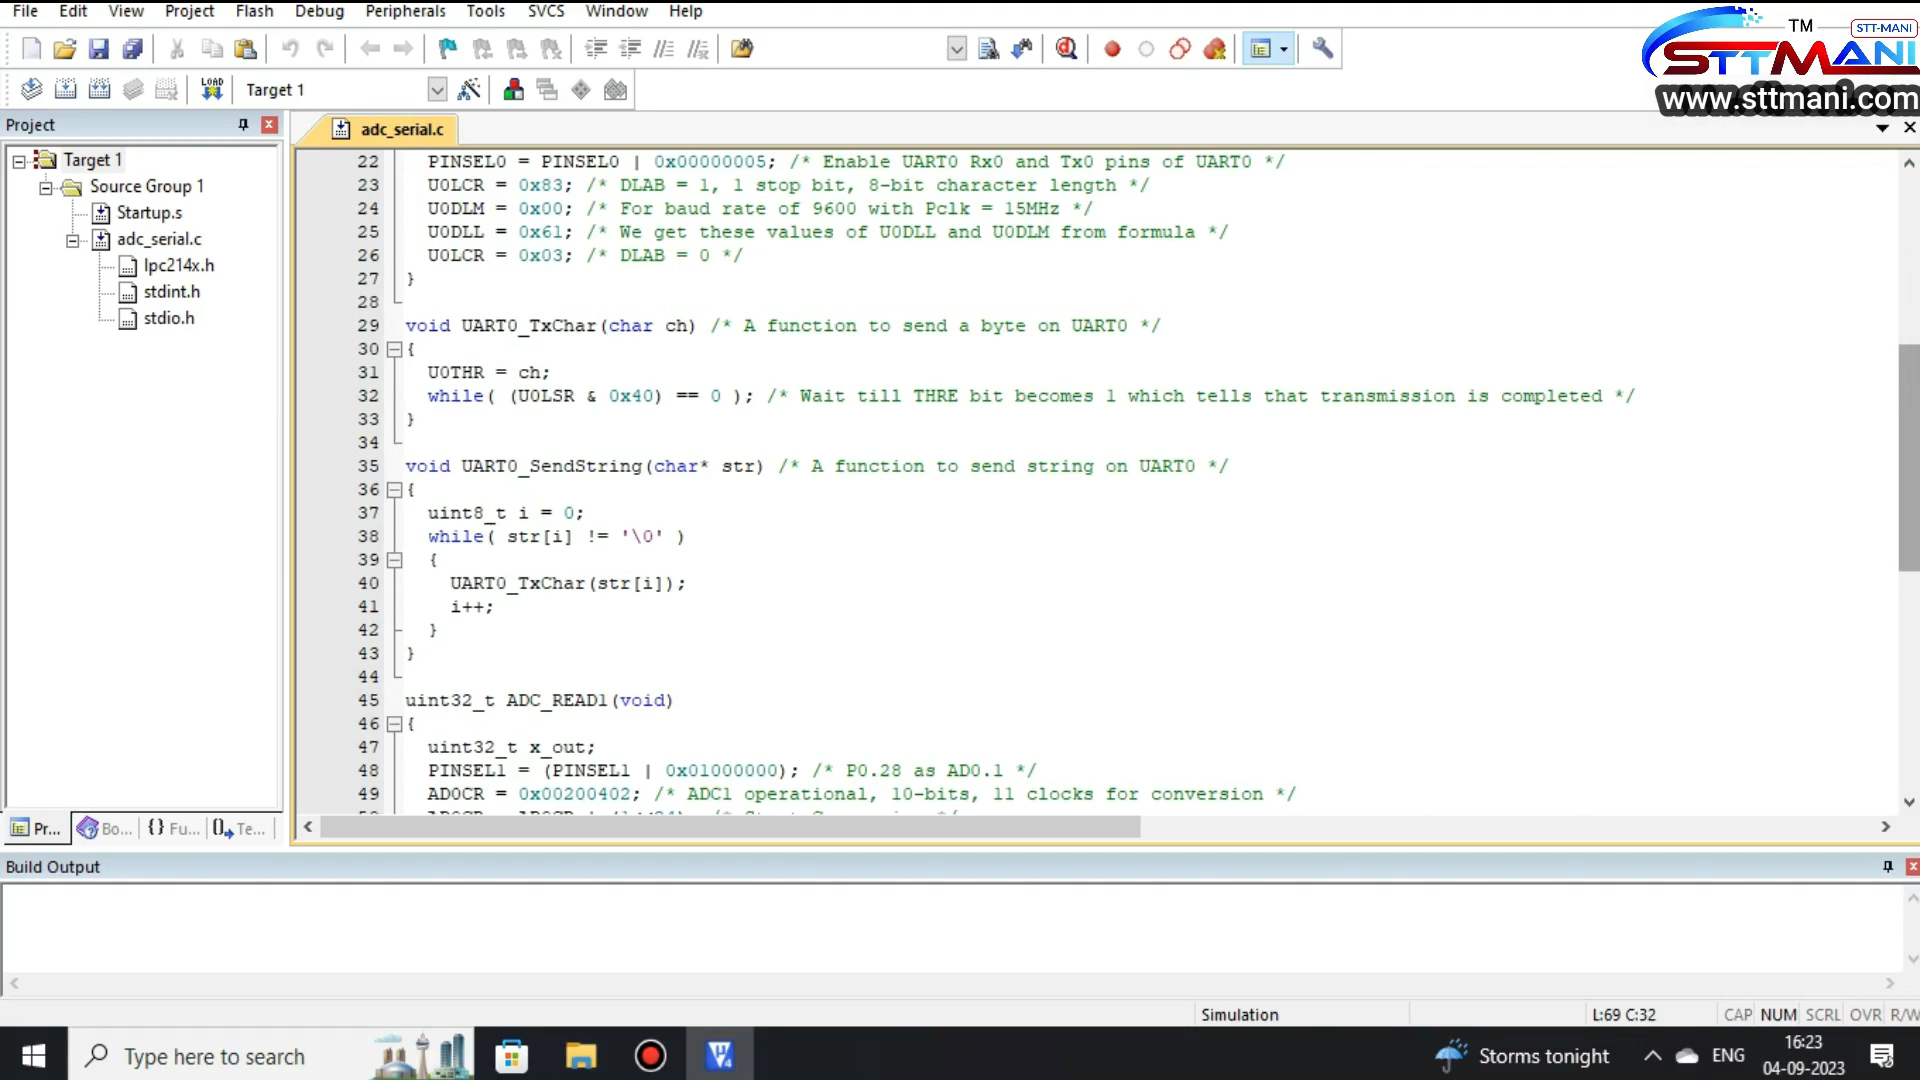 File Edit View Project Flash Debug Peripherals Tools SVCS Window Help
TM
STT-MANI
STTMANI
www.sttmani.com
LOAD
Target 1
Project
adc_serial.c
Target 1
Source Group 1
Startup.s
adc_serial.c
lpc214x.h
stdint.h
stdio.h
22 PINSEL0 = PINSEL0 | 0x00000005; /* Enable UART0 Rx0 and Tx0 pins of UART0 */
23 U0LCR = 0x83; /* DLAB = 1, 1 stop bit, 8-bit character length */
24 U0DLM = 0x00; /* For baud rate of 9600 with Pclk = 15MHz */
25 U0DLL = 0x61; /* We get these values of U0DLL and U0DLM from formula */
26 U0LCR = 0x03; /* DLAB = 0 */
27 }
28
29 void UART0_TxChar(char ch) /* A function to send a byte on UART0 */
30 {
31 U0THR = ch;
32 while( (U0LSR & 0x40) == 0 ); /* Wait till THRE bit becomes 1 which tells that transmission is completed */
33 }
34
35 void UART0_SendString(char* str) /* A function to send string on UART0 */
36 {
37 uint8_t i = 0;
38 while( str[i] != '\0' )
39 {
40 UART0_TxChar(str[i]);
41 i++;
42 }
43 }
44
45 uint32_t ADC_READ1(void)
46 {
47 uint32_t x_out;
48 PINSEL1 = (PINSEL1 | 0x01000000); /* P0.28 as AD0.1 */
49 AD0CR = 0x00200402; /* ADC1 operational, 10-bits, 11 clocks for conversion */
Pr... Bo... {} Fu... Te...
Build Output
Simulation L:69 C:32 CAP NUM SCRL OVR R/W
Type here to search
Storms tonight
ENG
16:23
04-09-2023